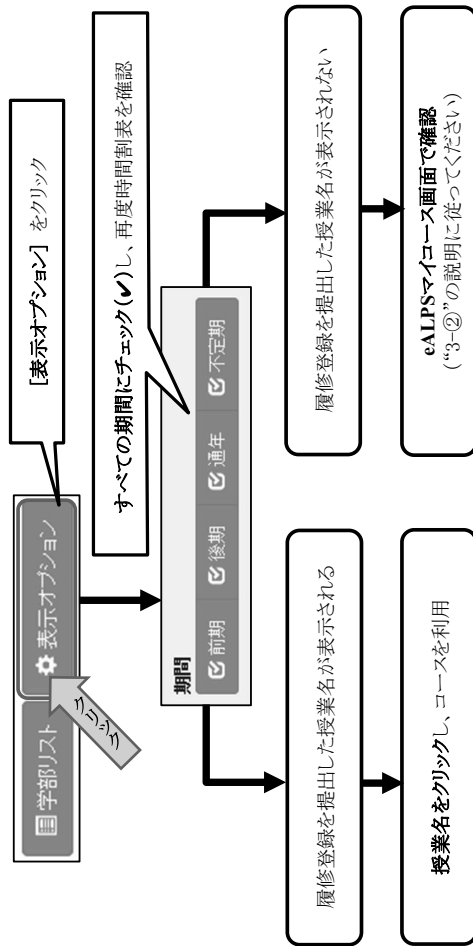 学部リスト
表示オプション
[表示オプション] をクリック
クリック
すべての期間にチェック(✔)し、再度時間割表を確認
期間
前期
後期
通年
不定期
履修登録を提出した授業名が表示される
履修登録を提出した授業名が表示されない
授業名をクリックし、コースを利用
eALPSマイコース画面で確認
(“3-②”の説明に従ってください)